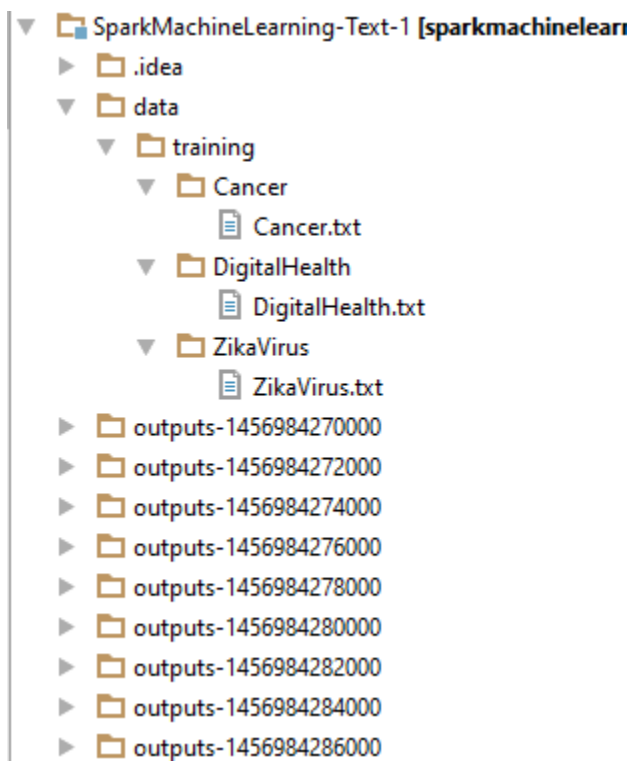 SparkMachineLearning-Text-1 [sparkmachinelear
.idea
data
training
Cancer
Cancer.txt
DigitalHealth
DigitalHealth.txt
ZikaVirus
ZikaVirus.txt
outputs-1456984270000
outputs-1456984272000
outputs-1456984274000
outputs-1456984276000
outputs-1456984278000
outputs-1456984280000
outputs-1456984282000
outputs-1456984284000
outputs-1456984286000